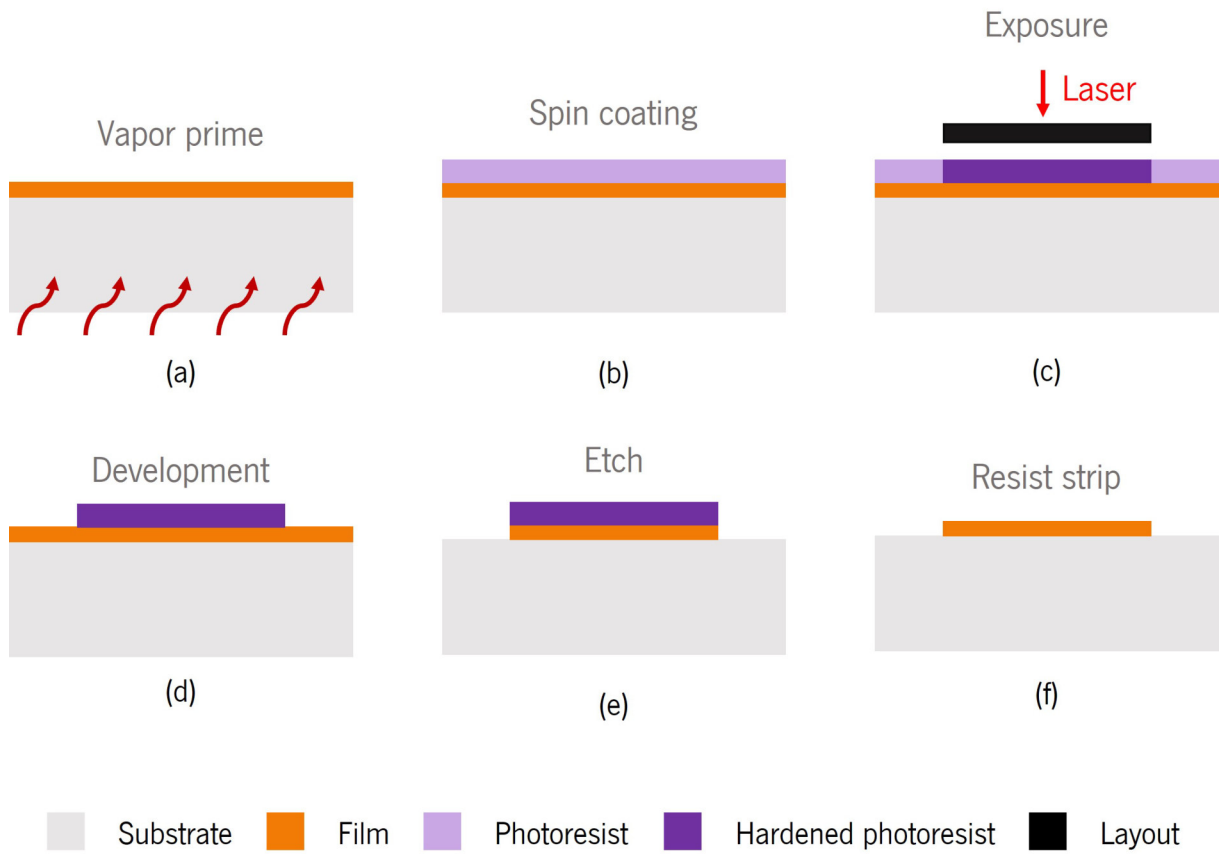 Exposure
Laser
Vapor prime
Spin coating
(a)
(b)
(c)
Development
Etch
Resist strip
(d)
(e)
(f)
Substrate
Film
Photoresist
Hardened photoresist
Layout